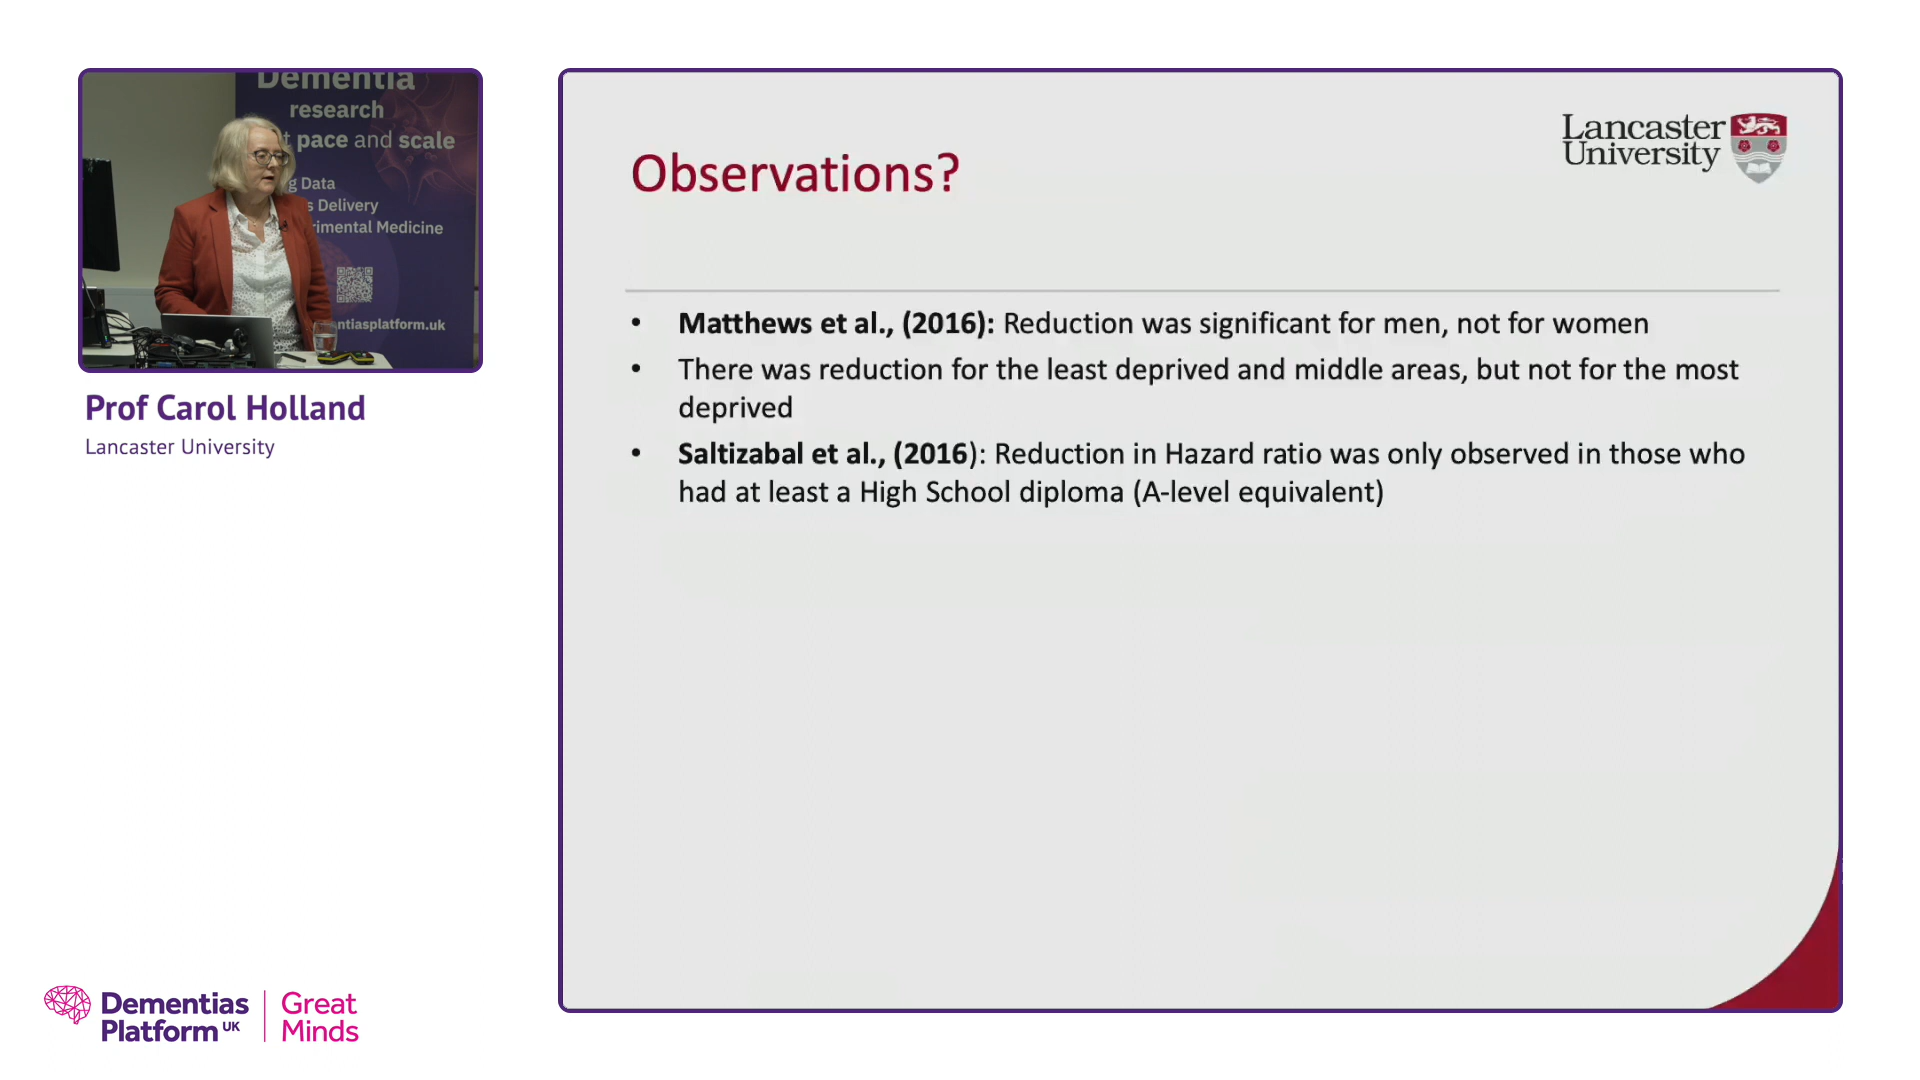 Dementia
research
pace and scale
Data
Delivery
Medicine
Prof Carol Holland
Lancaster University
Dementias
Platform UK
Great
Minds
Lancaster
University
Observations?
• Matthews et al., (2016): Reduction was significant for men, not for women
• There was reduction for the least deprived and middle areas, but not for the most
deprived
• Saltizabal et al., (2016): Reduction in Hazard ratio was only observed in those who
had at least a High School diploma (A-level equivalent)